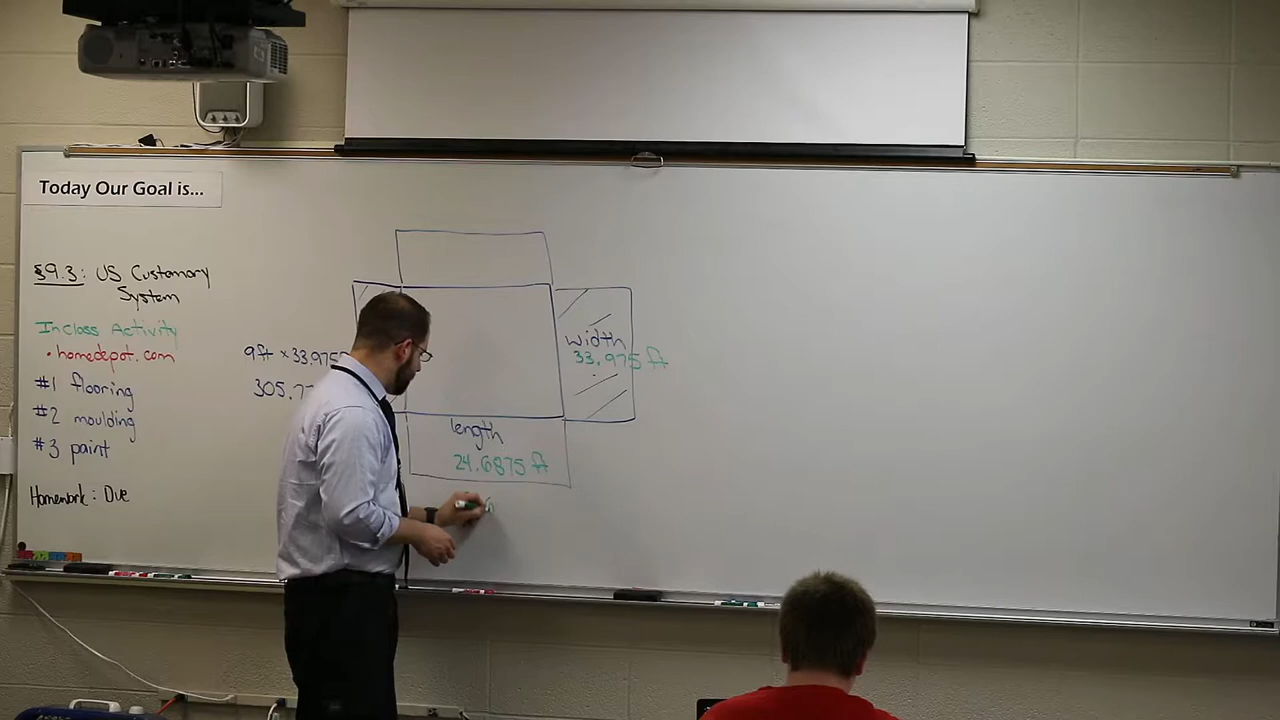 Today Our Goal is...
§9.3: US Customary
System
In Class Activity
• homedepot.com
#1 flooring
#2 moulding
#3 paint
Homework: Due
9ft × 33.975
305.77
width
33.975 ft
length
24.6875 ft